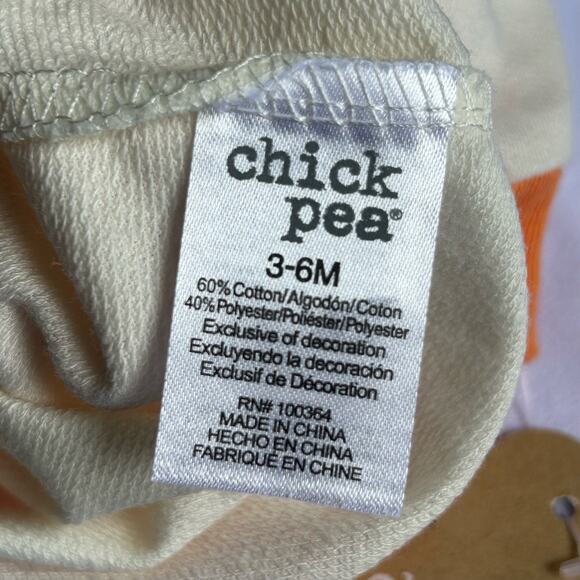 chick
pea®
3-6M
60% Cotton/Algodón/Coton
40% Polyester/Poliéster/Polyester
Exclusive of decoration
Excluyendo la decoración
Exclusif de Décoration
RN# 100364
MADE IN CHINA
HECHO EN CHINA
FABRIQUÉ EN CHINE